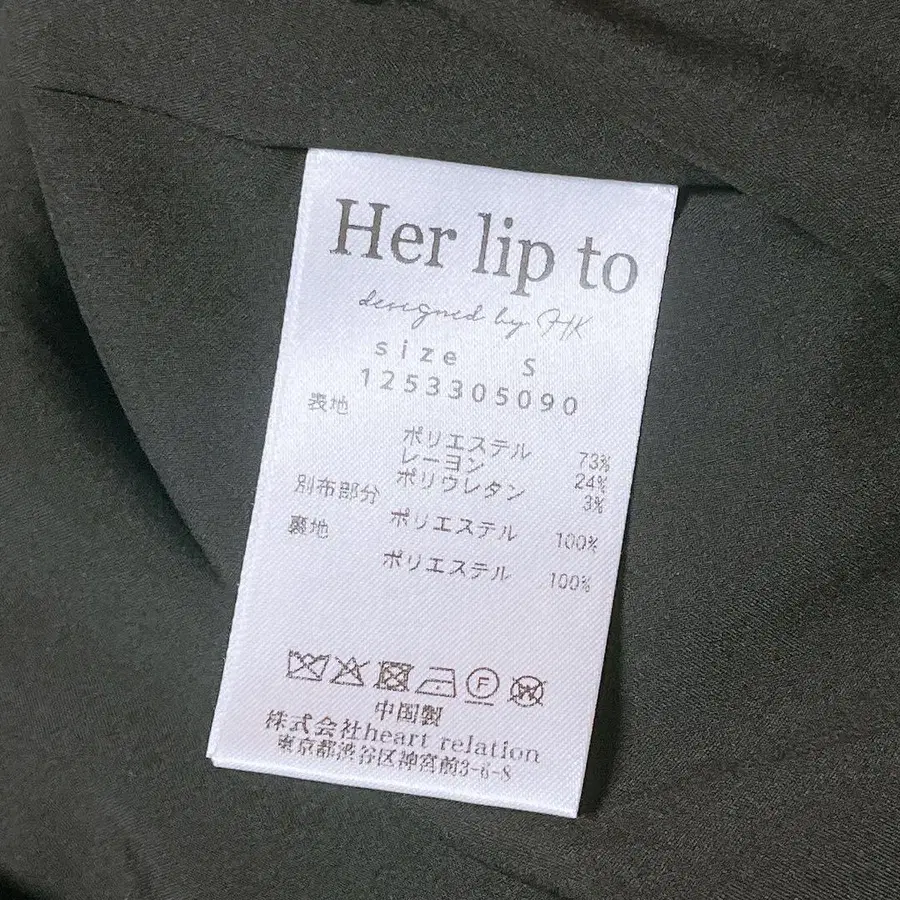 Her lip to
designed by HK
size S
1253305090
表地
ポリエステル 73%
レーヨン 24%
ポリウレタン 3%
別布部分
ポリエステル 100%
裏地
ポリエステル 100%
F
W
中国製
株式会社heart relation
東京都渋谷区神宮前3-6-8